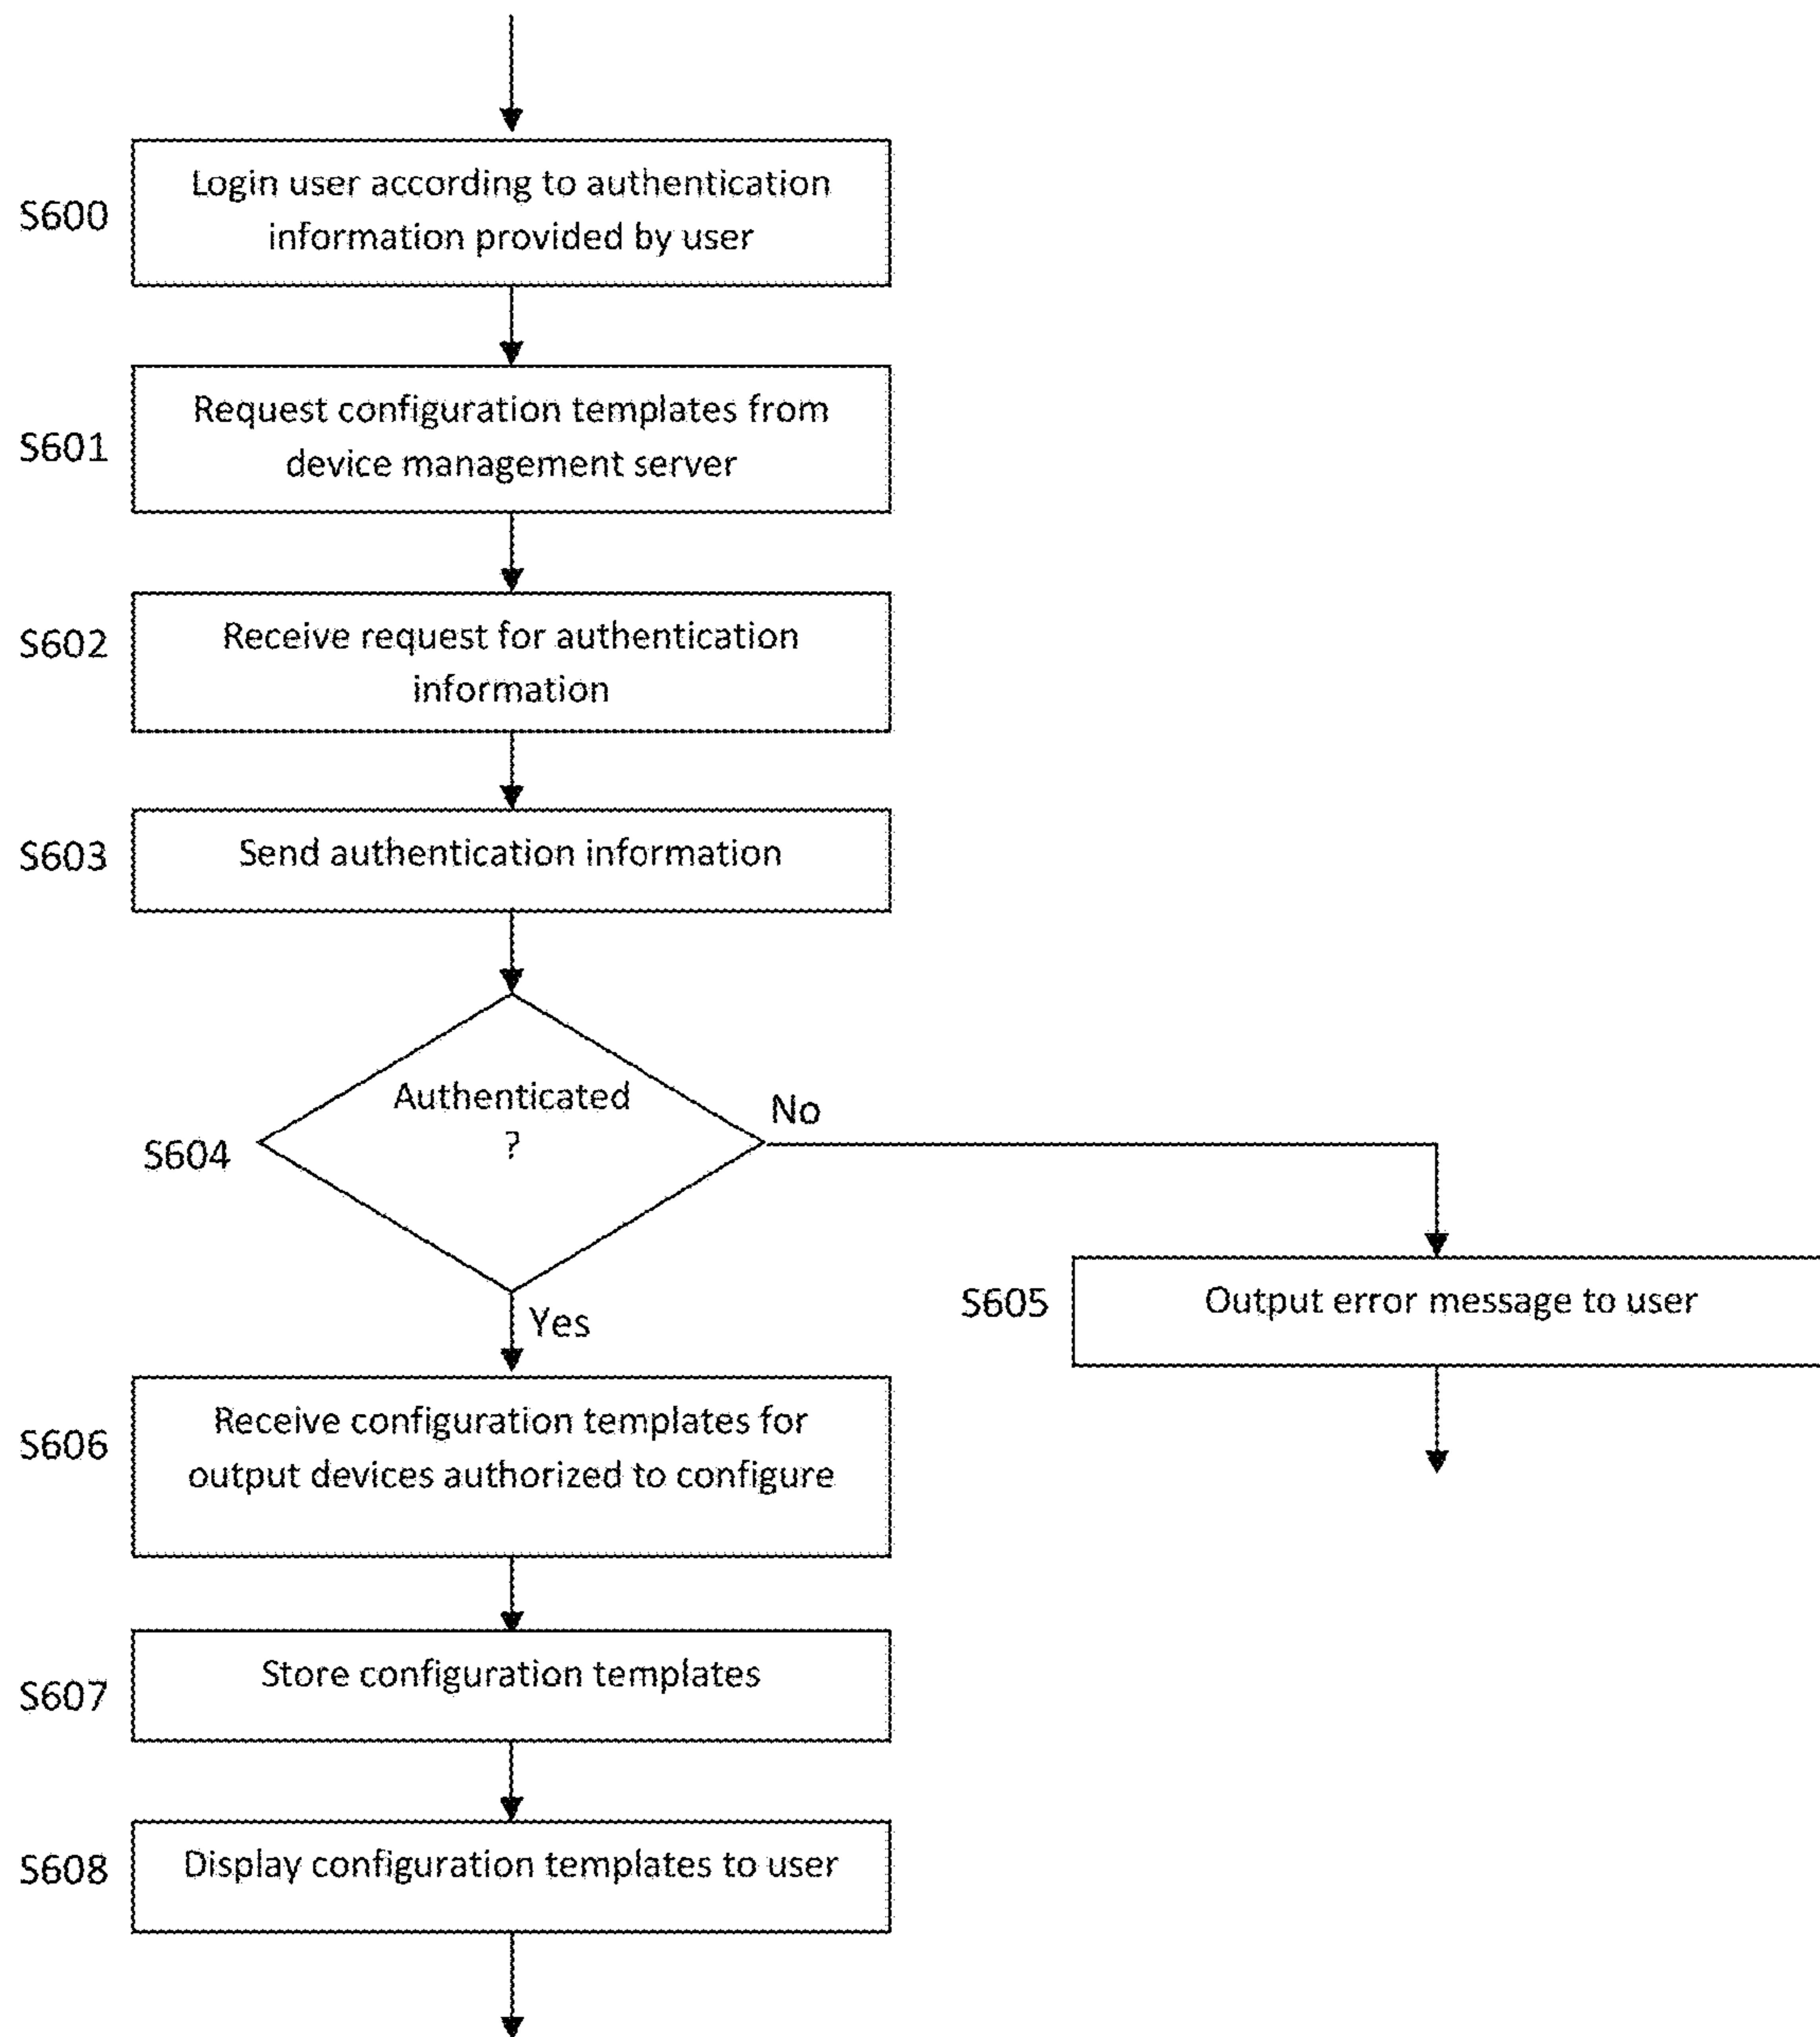 S600
Login user according to authentication
information provided by user
S601
Request configuration templates from
device management server
S602
Receive request for authentication
information
S603
Send authentication information
S604
Authenticated
?
No
Yes
S605
Output error message to user
S606
Receive configuration templates for
output devices authorized to configure
S607
Store configuration templates
S608
Display configuration templates to user